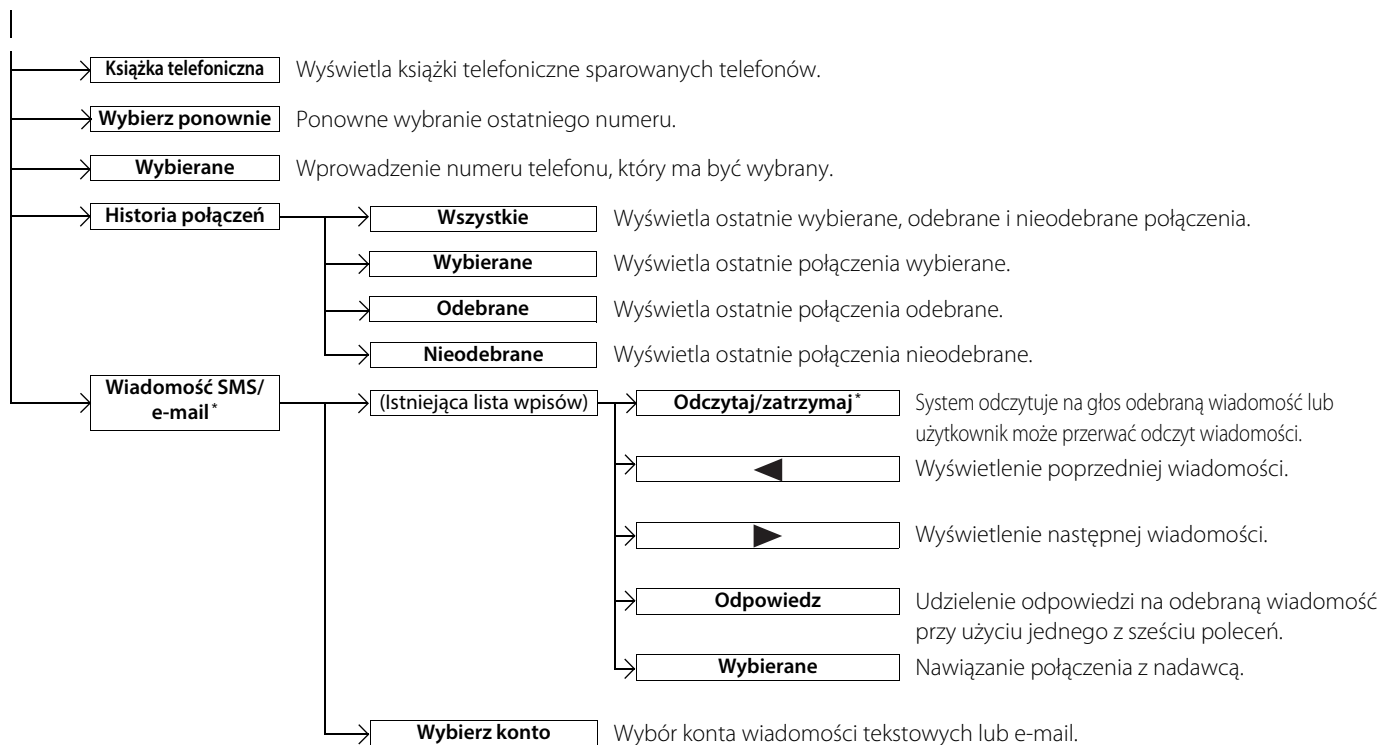 Książka telefoniczna Wyświetla książki telefoniczne sparowanych telefonów.
Wybierz ponownie Ponowne wybranie ostatniego numeru.
Wybierane Wprowadzenie numeru telefonu, który ma być wybrany.
Historia połączeń Wszystkie Wyświetla ostatnie wybierane, odebrane i nieodebrane połączenia.
Wybierane Wyświetla ostatnie połączenia wybierane.
Odebrane Wyświetla ostatnie połączenia odebrane.
Nieodebrane Wyświetla ostatnie połączenia nieodebrane.
Wiadomość SMS/
e-mail*
(Istniejąca lista wpisów) Odczytaj/zatrzymaj* System odczytuje na głos odebraną wiadomość lub
użytkownik może przerwać odczyt wiadomości.
Wyświetlenie poprzedniej wiadomości.
Wyświetlenie następnej wiadomości.
Odpowiedz Udzielenie odpowiedzi na odebraną wiadomość
przy użyciu jednego z sześciu poleceń.
Wybierane Nawiązanie połączenia z nadawcą.
Wybierz konto Wybór konta wiadomości tekstowych lub e-mail.